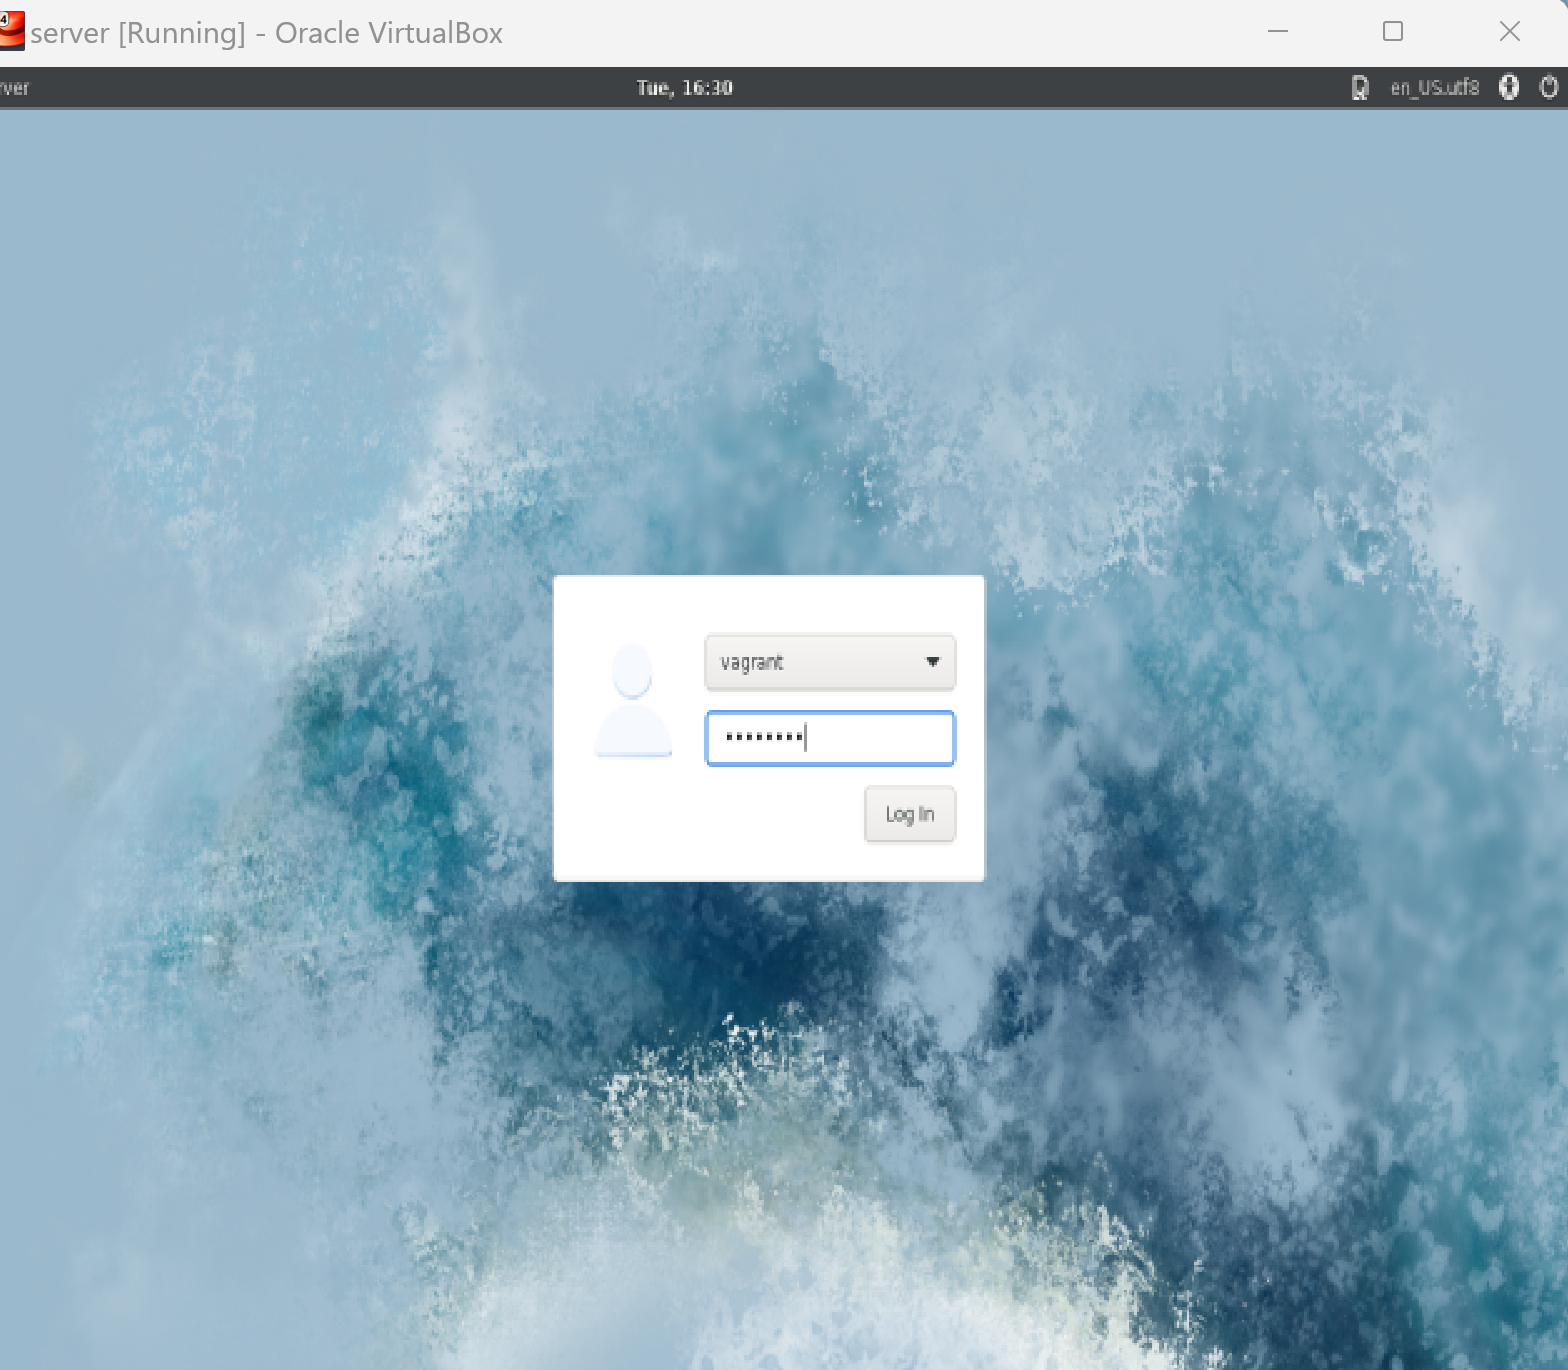 server [Running] - Oracle VirtualBox
rver Tue, 16:30 en_US.utf8
vagrant
••••••••
Log In